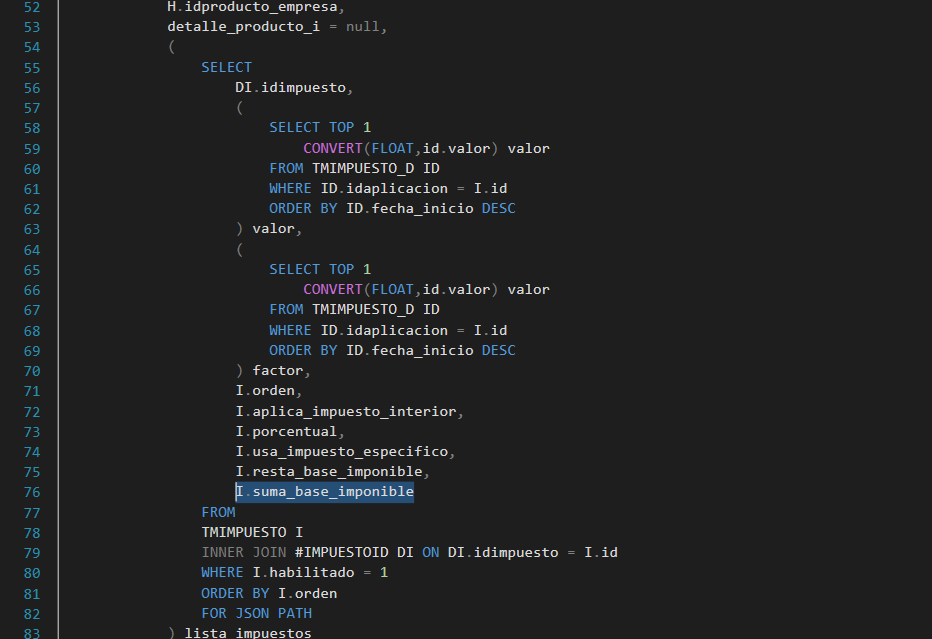 52 H.idproducto_empresa,
53 detalle_producto_i = null,
54 (
55 SELECT
56 DI.idimpuesto,
57 (
58 SELECT TOP 1
59 CONVERT(FLOAT,id.valor) valor
60 FROM TMIMPUESTO_D ID
61 WHERE ID.idaplicacion = I.id
62 ORDER BY ID.fecha_inicio DESC
63 ) valor,
64 (
65 SELECT TOP 1
66 CONVERT(FLOAT,id.valor) valor
67 FROM TMIMPUESTO_D ID
68 WHERE ID.idaplicacion = I.id
69 ORDER BY ID.fecha_inicio DESC
70 ) factor,
71 I.orden,
72 I.aplica_impuesto_interior,
73 I.porcentual,
74 I.usa_impuesto_especifico,
75 I.resta_base_imponible,
76 I.suma_base_imponible
77 FROM
78 TMIMPUESTO I
79 INNER JOIN #IMPUESTOID DI ON DI.idimpuesto = I.id
80 WHERE I.habilitado = 1
81 ORDER BY I.orden
82 FOR JSON PATH
83 ) lista_impuestos